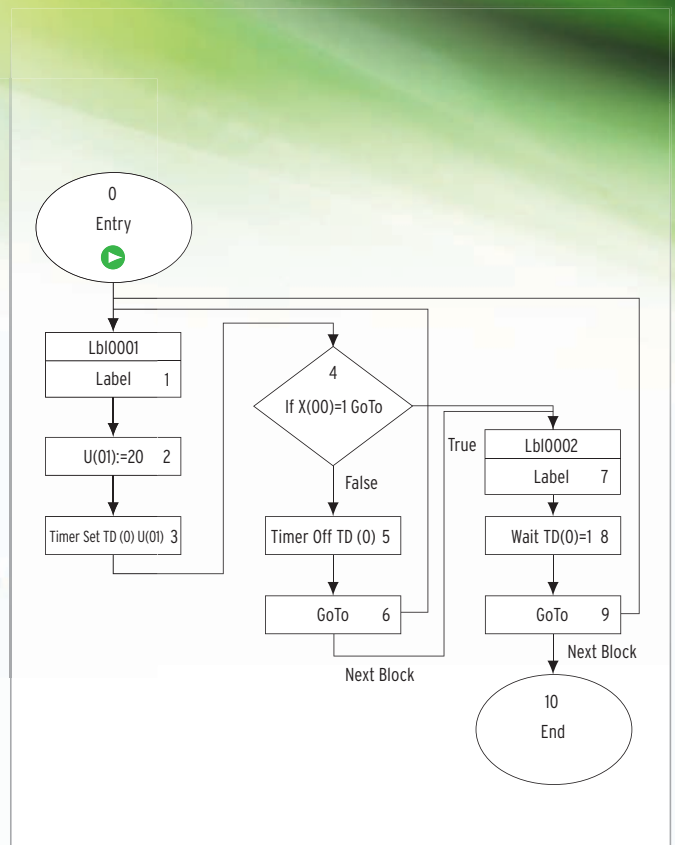 0
Entry
Lbl0001
Label 1
U(01):=20 2
Timer Set TD (0) U(01) 3
4
If X(00)=1 GoTo
False
Timer Off TD (0) 5
GoTo 6
Next Block
True
Lbl0002
Label 7
Wait TD(0)=1 8
GoTo 9
Next Block
10
End